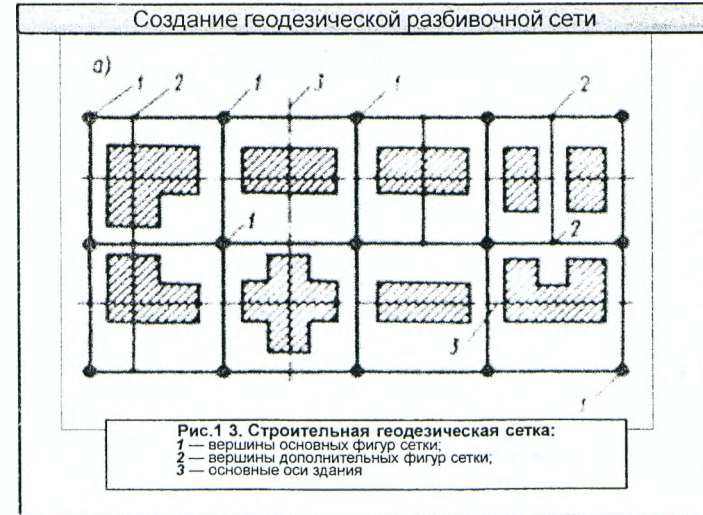 Создание геодезической разбивочной сети
а)
1 2 1 3 1 2
1
2
3
1
Рис.1 3. Строительная геодезическая сетка:
1 — вершины основных фигур сетки;
2 — вершины дополнительных фигур сетки;
3 — основные оси здания